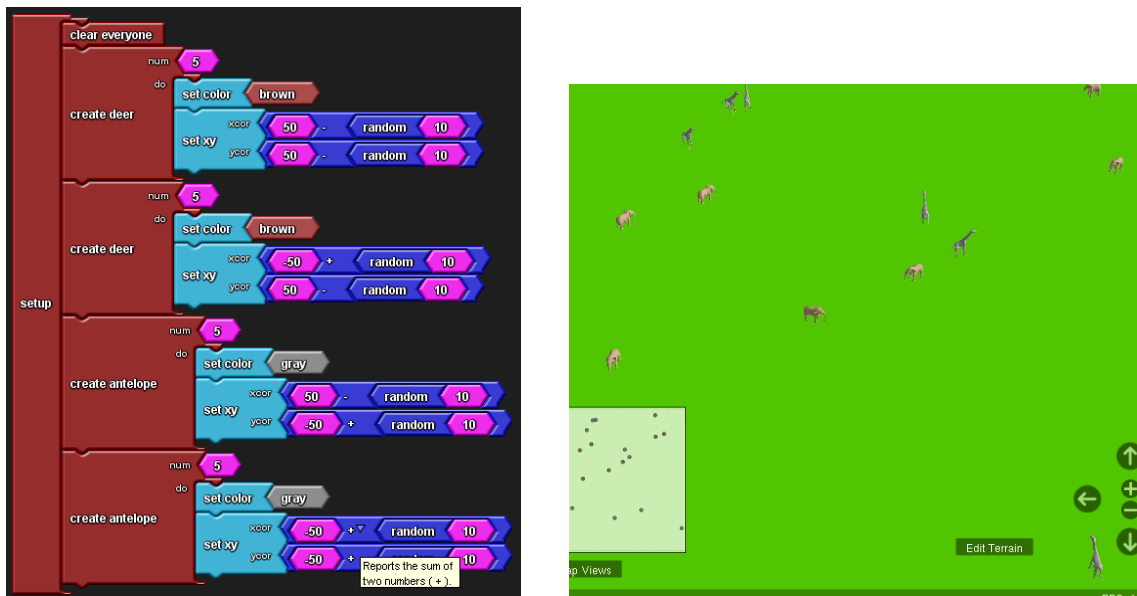 clear everyone
num 5
do
create deer
set color brown
set xy
xcor 50 - random 10
ycor 50 - random 10
num 5
do
create deer
set color brown
set xy
xcor -50 + random 10
ycor 50 - random 10
setup
num 5
do
create antelope
set color gray
set xy
xcor 50 - random 10
ycor -50 + random 10
num 5
do
create antelope
set color gray
set xy
xcor -50 + random 10
ycor -50 + 10
Reports the sum of
two numbers ( + ).
Edit Terrain
ap Views